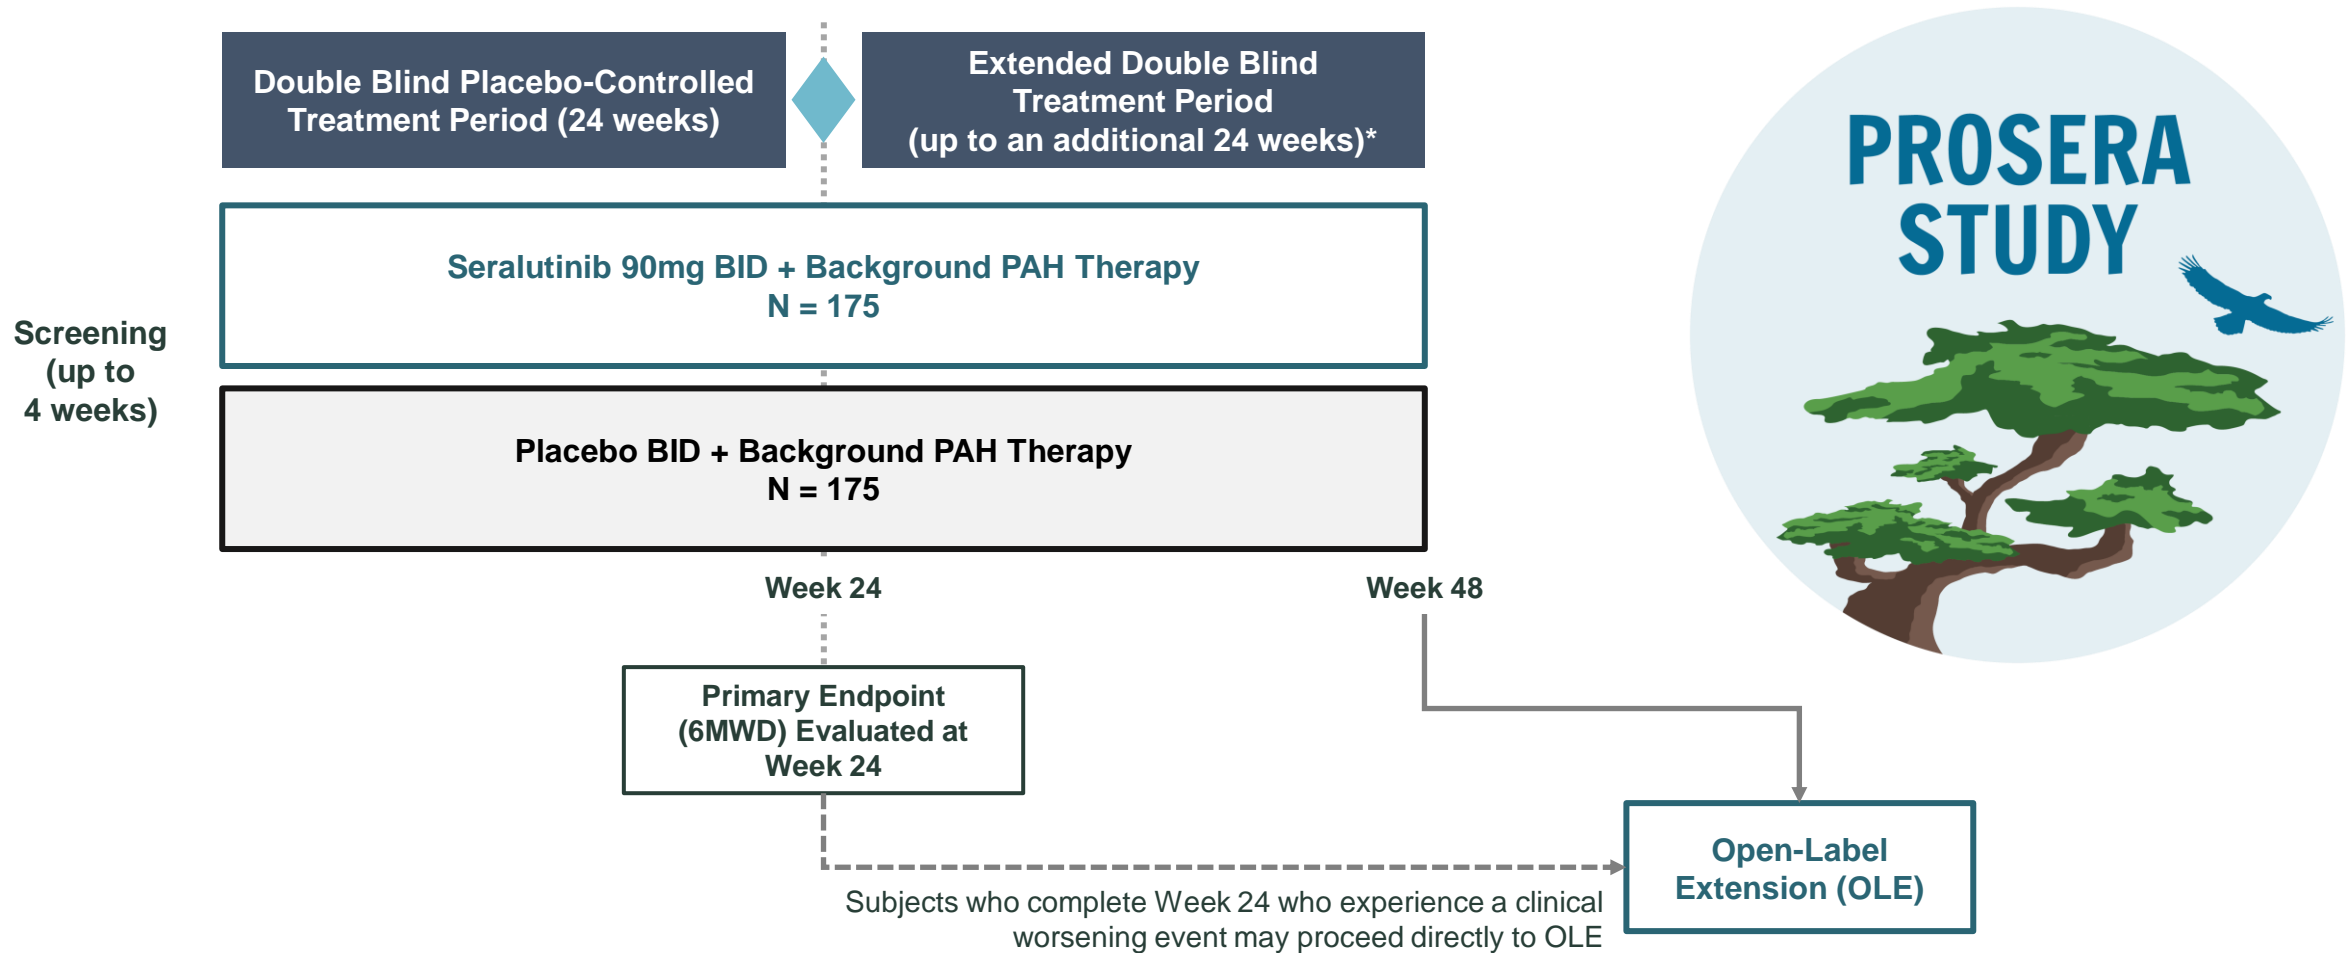 Double Blind Placebo-Controlled
Treatment Period (24 weeks)
Extended Double Blind
Treatment Period
(up to an additional 24 weeks)*
PROSERA
STUDY
Screening
(up to
4 weeks)
Seralutinib 90mg BID + Background PAH Therapy
N = 175
Placebo BID + Background PAH Therapy
N = 175
Week 24
Week 48
Primary Endpoint
(6MWD) Evaluated at
Week 24
Open-Label
Extension (OLE)
Subjects who complete Week 24 who experience a clinical
worsening event may proceed directly to OLE